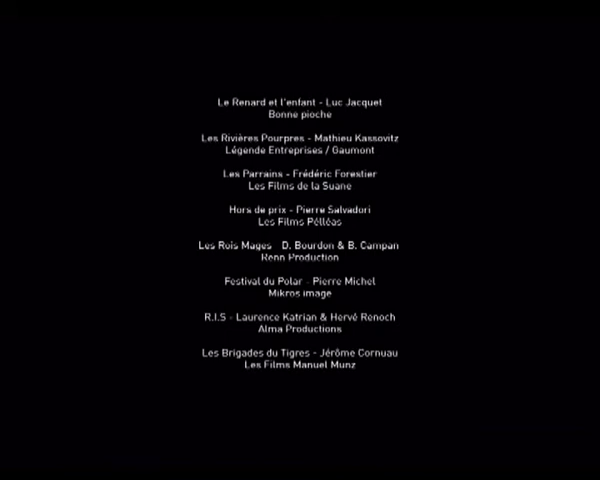 Le Renard et l'enfant - Luc Jacquet
Bonne pioche
Les Rivières Pourpres - Mathieu Kassovitz
Légende Entreprises / Gaumont
Les Parrains - Frédéric Forestier
Les Films de la Suane
Hors de prix - Pierre Salvadori
Les Films Pélléas
Les Rois Mages D. Bourdon & B. Campan
Renn Production
Festival du Polar - Pierre Michel
Mikros image
R.I.S - Laurence Katrian & Hervé Renoch
Alma Productions
Les Brigades du Tigres - Jérôme Cornuau
Les Films Manuel Munz